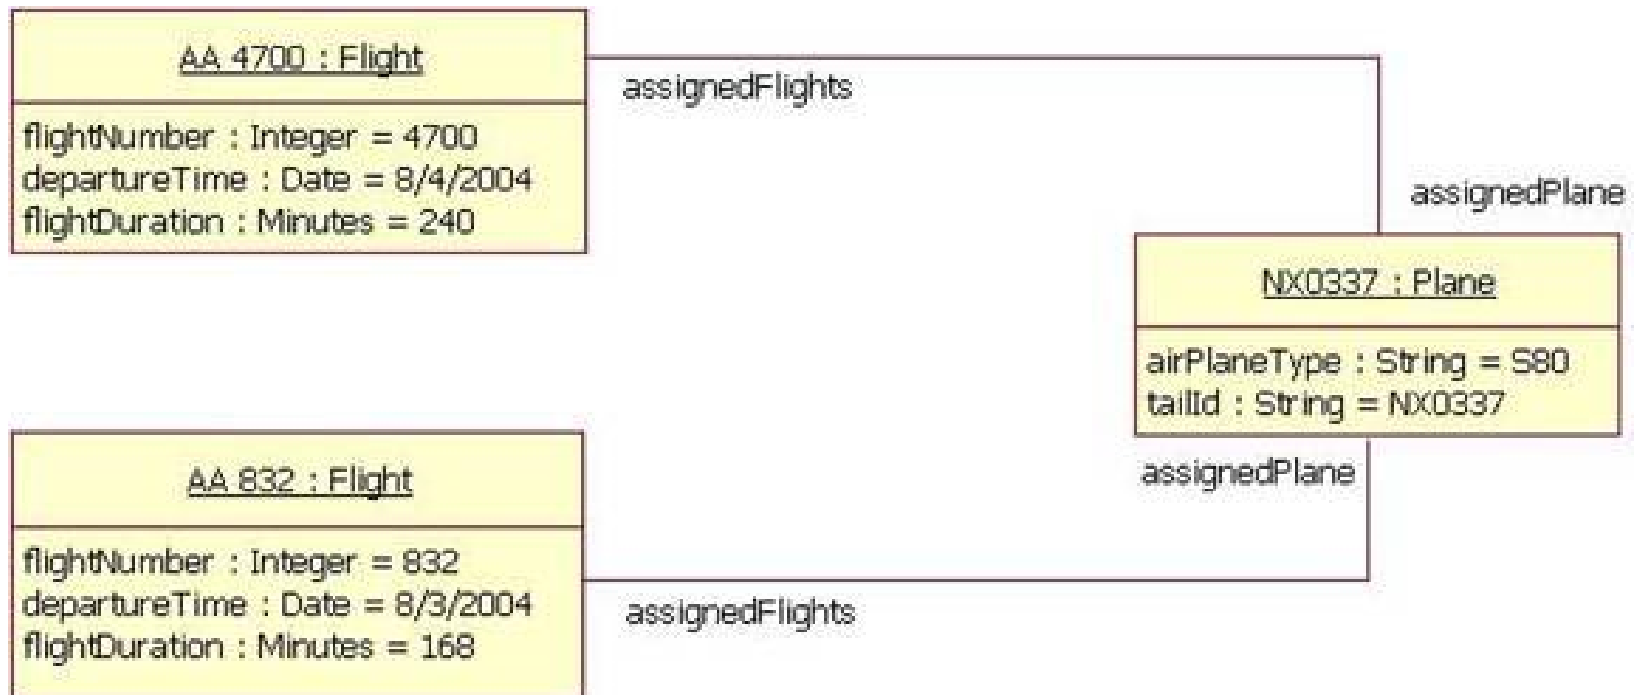 AA 4700 : Flight
flightNumber : Integer = 4700
departureTime : Date = 8/4/2004
flightDuration : Minutes = 240
assignedFlights
assignedPlane
NX0337 : Plane
airPlaneType : String = S80
tailId : String = NX0337
assignedPlane
AA 832 : Flight
flightNumber : Integer = 832
departureTime : Date = 8/3/2004
flightDuration : Minutes = 168
assignedFlights